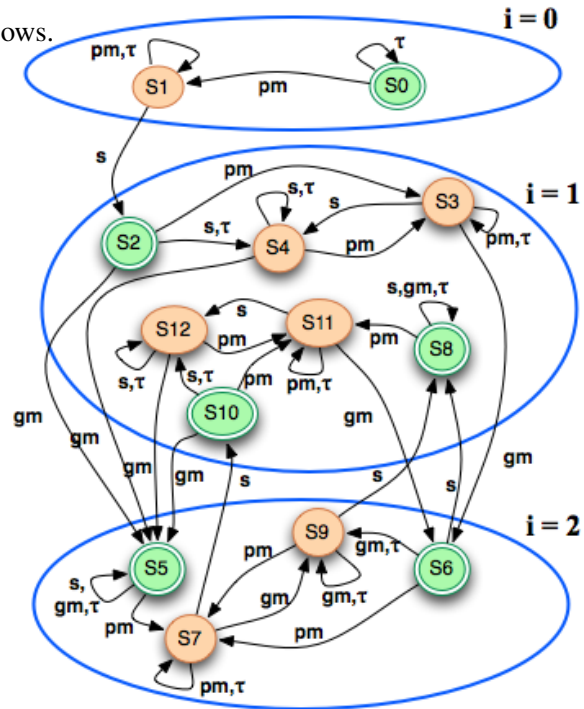 ows.
i = 0
pm,τ
τ
S1
S0
pm
s
pm
i = 1
s,τ
s
S3
S2
s,τ
S4
pm
pm,τ
s,gm,τ
s
S12
S11
pm
pm
S8
s,τ
s,τ
pm
pm,τ
S10
gm
gm
gm
gm
gm
gm
s
s
s
i = 2
S9
pm
gm,τ
S5
S6
s,
gm,τ
gm
gm,τ
pm
S7
pm
pm,τ